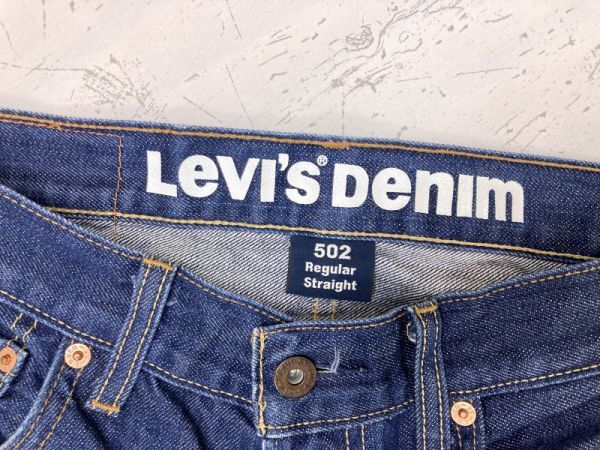 Levi's® Denim
502
Regular
Straight